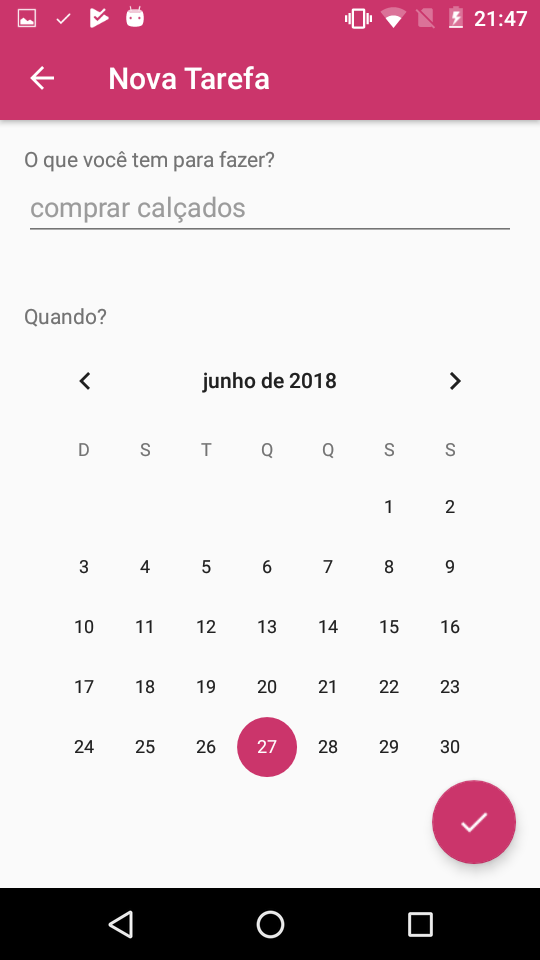 21:47
Nova Tarefa
O que você tem para fazer?
comprar calçados
Quando?
junho de 2018
D S T Q Q S S
1 2
3 4 5 6 7 8 9
10 11 12 13 14 15 16
17 18 19 20 21 22 23
24 25 26 27 28 29 30